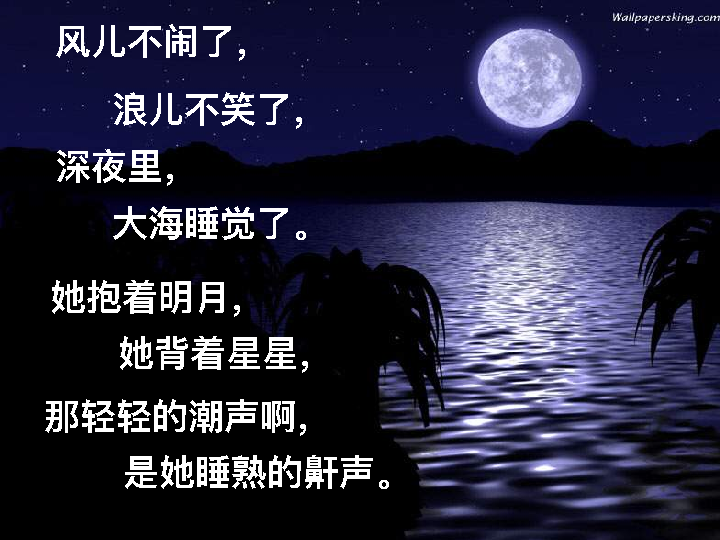 Wallpapersking.com
风儿不闹了，
浪儿不笑了，
深夜里，
大海睡觉了。
她抱着明月，
她背着星星，
那轻轻的潮声啊，
是她睡熟的鼾声。